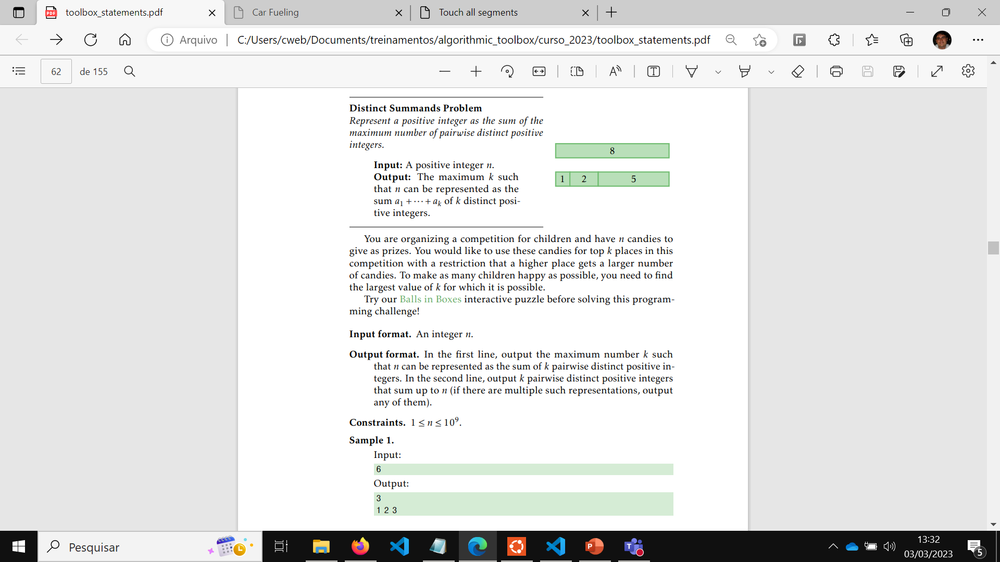 toolbox_statements.pdf
Car Fueling
Touch all segments
Arquivo
C:/Users/cweb/Documents/treinamentos/algorithmic_toolbox/curso_2023/toolbox_statements.pdf
62 de 155
Distinct Summands Problem
Represent a positive integer as the sum of the
maximum number of pairwise distinct positive
integers.
Input: A positive integer n.
Output: The maximum k such
that n can be represented as the
sum a₁ + ··· + aₖ of k distinct posi-
tive integers.
8
1 2 5
You are organizing a competition for children and have n candies to
give as prizes. You would like to use these candies for top k places in this
competition with a restriction that a higher place gets a larger number
of candies. To make as many children happy as possible, you need to find
the largest value of k for which it is possible.
Try our Balls in Boxes interactive puzzle before solving this program-
ming challenge!
Input format. An integer n.
Output format. In the first line, output the maximum number k such
that n can be represented as the sum of k pairwise distinct positive in-
tegers. In the second line, output k pairwise distinct positive integers
that sum up to n (if there are multiple such representations, output
any of them).
Constraints. 1 ≤ n ≤ 10⁹.
Sample 1.
Input:
6
Output:
3
1 2 3
Pesquisar
13:32
03/03/2023
5